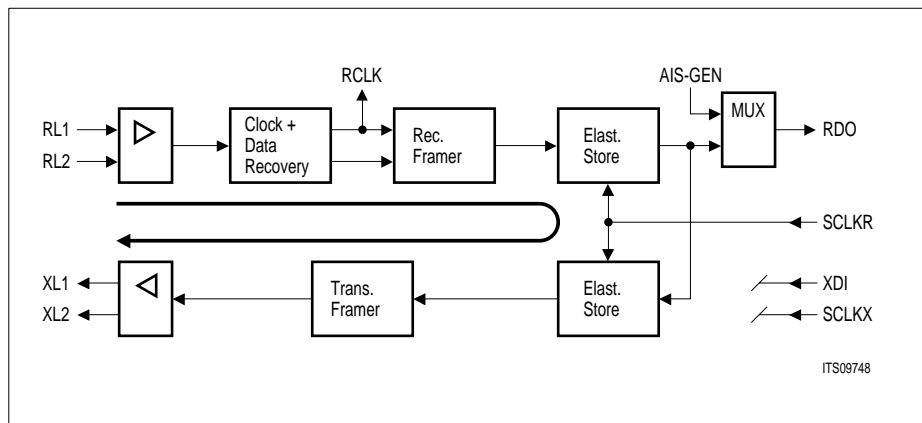 RCLK
AIS-GEN
MUX
RL1
RL2
Clock +
Data
Recovery
Rec.
Framer
Elast.
Store
RDO
SCLKR
XL1
XL2
Trans.
Framer
Elast.
Store
XDI
SCLKX
ITS09748